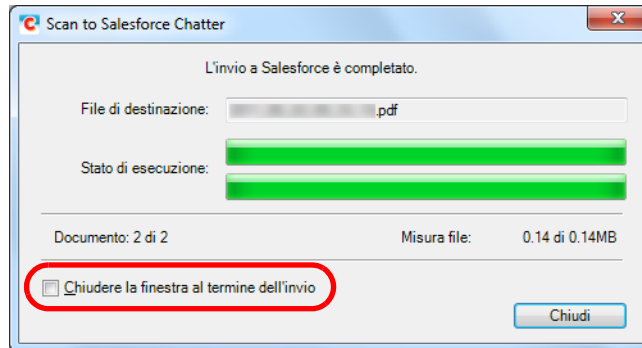 Scan to Salesforce Chatter
L'invio a Salesforce è completato.
File di destinazione: .pdf
Stato di esecuzione:
Documento: 2 di 2 Misura file: 0.14 di 0.14MB
Chiudere la finestra al termine dell'invio
Chiudi